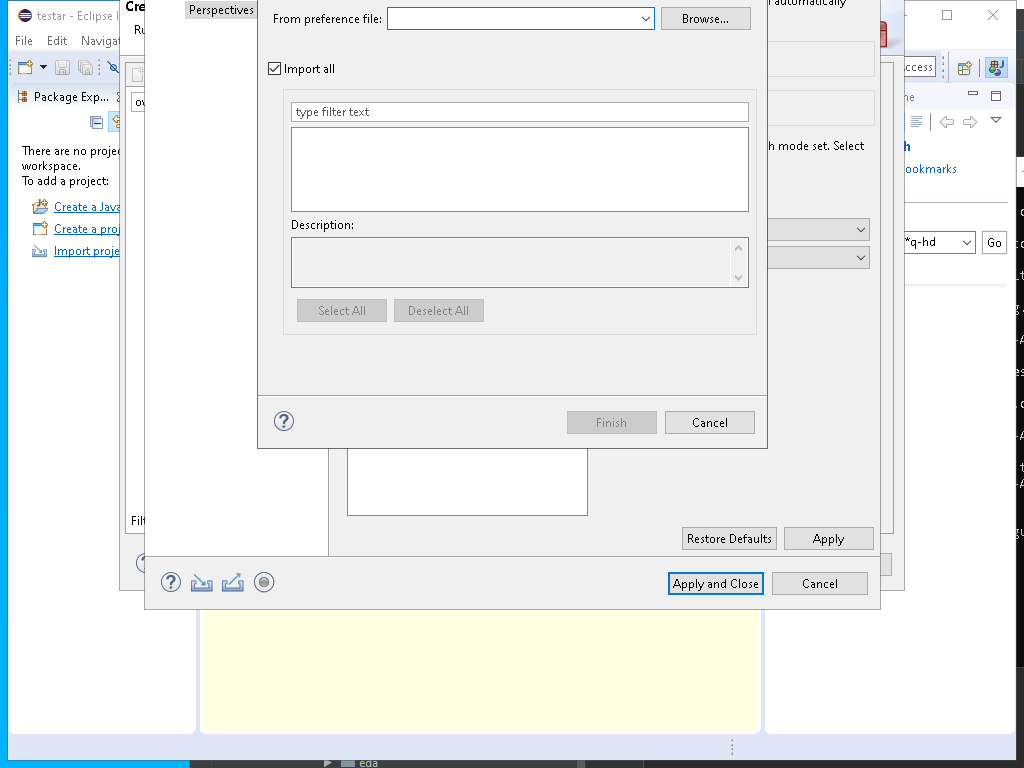 testar - Eclipse I
File Edit Navigat
Package Exp...
There are no projec
workspace.
To add a project:
Create a Java
Create a proj
Import proje
Cre
Ru
ov
Filt
Perspectives
From preference file:
Browse...
Import all
type filter text
Description:
Select All
Deselect All
Finish
Cancel
automatically
h mode set. Select
Restore Defaults
Apply
Apply and Close
Cancel
ccess
ne
h
ookmarks
*q-hd
Go
eda